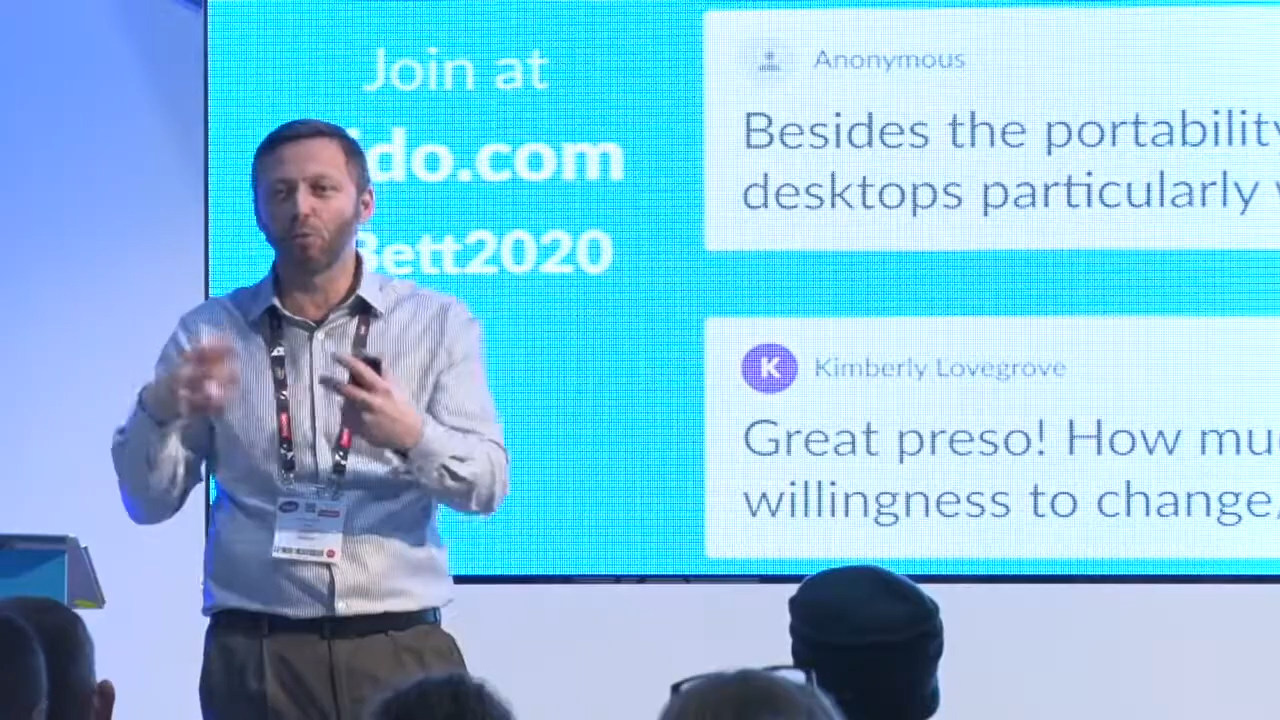 Join at
do.com
Bett2020
Anonymous
Besides the portability
desktops particularly
Kimberly Lovegrove
Great preso! How mu
willingness to change